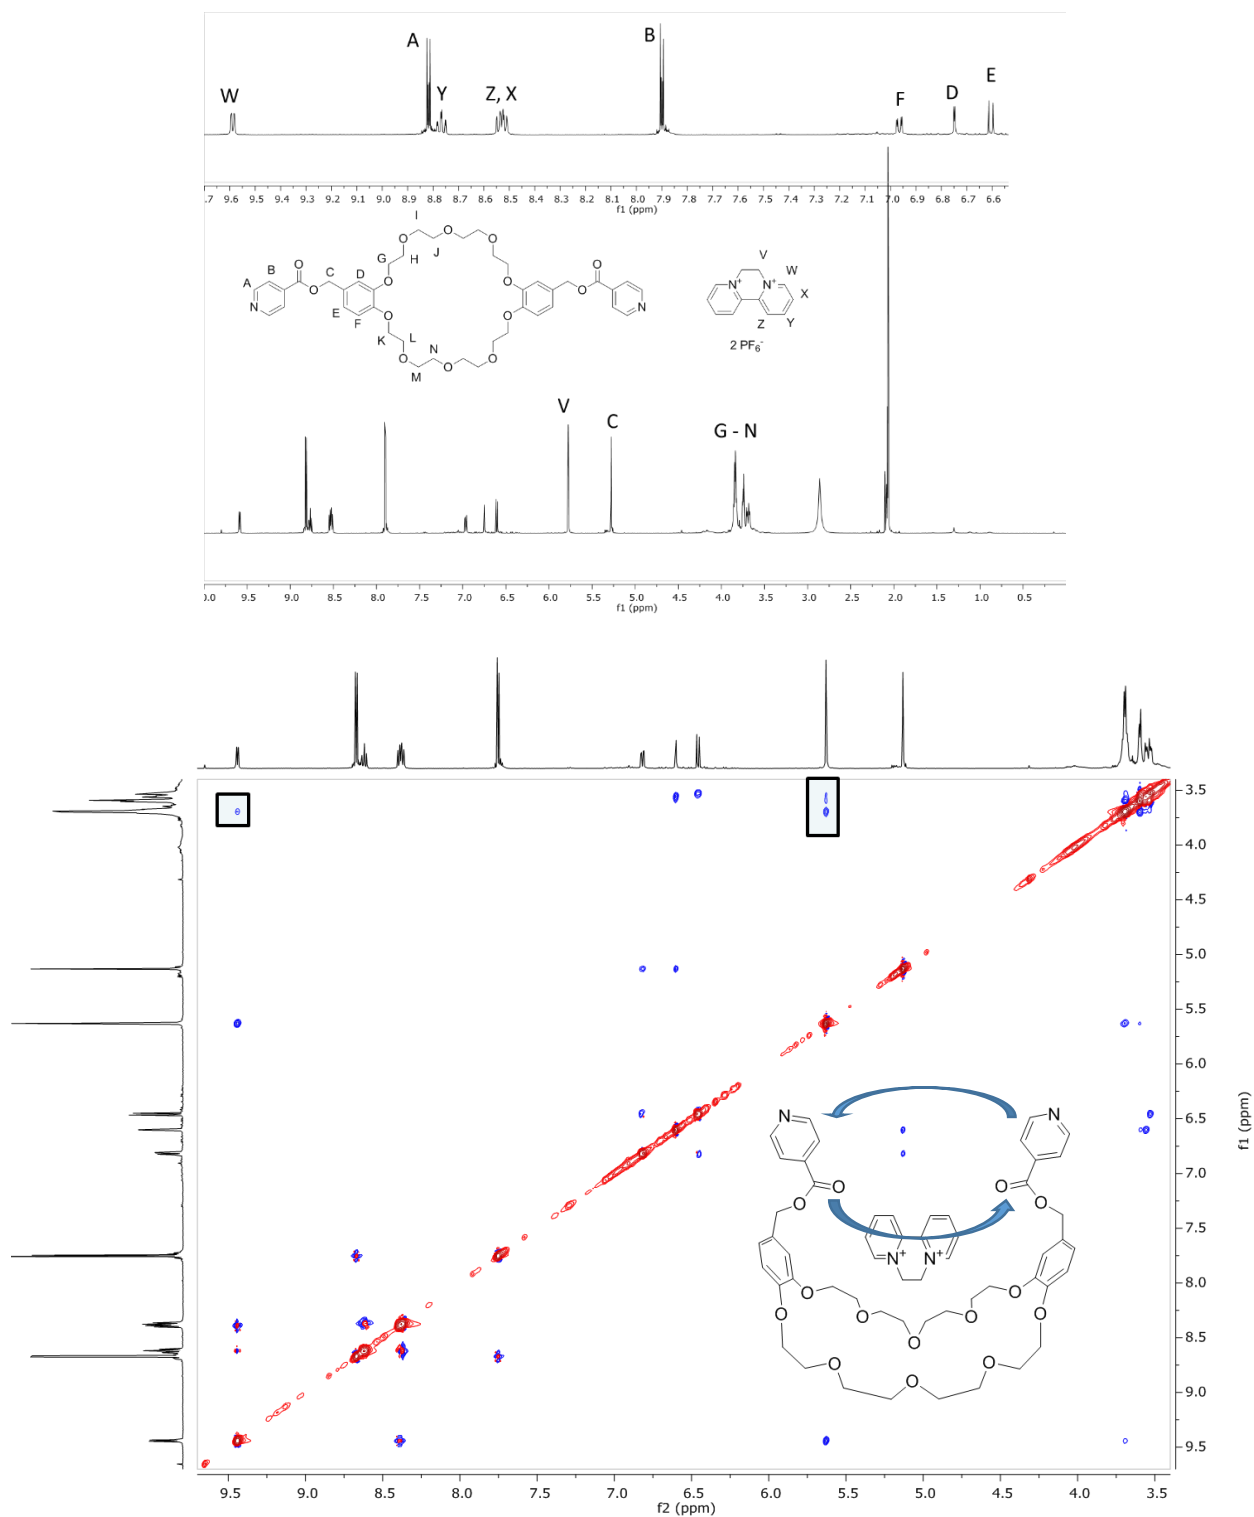 A
B
W
Y
Z, X
F
D
E
9.6 9.5 9.4 9.3 9.2 9.1 9.0 8.9 8.8 8.7 8.6 8.5 8.4 8.3 8.2 8.1 8.0 7.9 7.8 7.7 7.6 7.5 7.4 7.3 7.2 7.1 7.0 6.9 6.8 6.7 6.6
f1 (ppm)
I
O O O
J
G H
A B O C D O O O
N O O O N
E F O O
K L N
O O O O
M
V
W
N+ N+
X
Z Y
2 PF6-
V
C
G - N
9.0 8.5 8.0 7.5 7.0 6.5 6.0 5.5 5.0 4.5 4.0 3.5 3.0 2.5 2.0 1.5 1.0 0.5
f1 (ppm)
3.5
4.0
4.5
5.0
5.5
6.0
6.5
7.0
7.5
8.0
8.5
9.0
9.5
f1 (ppm)
N N
O O
O O
N+ N+
O O O O
O O O
O O O
9.5 9.0 8.5 8.0 7.5 7.0 6.5 6.0 5.5 5.0 4.5 4.0 3.5
f2 (ppm)